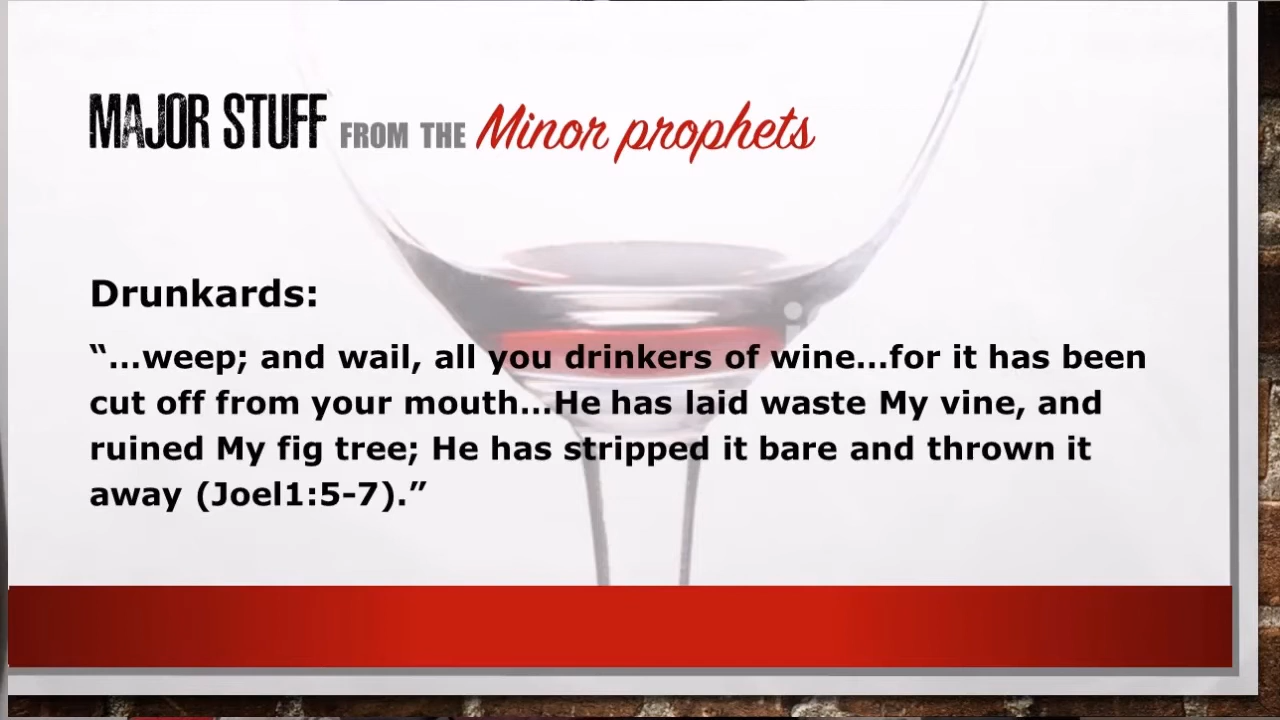 MAJOR STUFF FROM THE Minor prophets
Drunkards:
“…weep; and wail, all you drinkers of wine…for it has been
cut off from your mouth…He has laid waste My vine, and
ruined My fig tree; He has stripped it bare and thrown it
away (Joel1:5-7).”